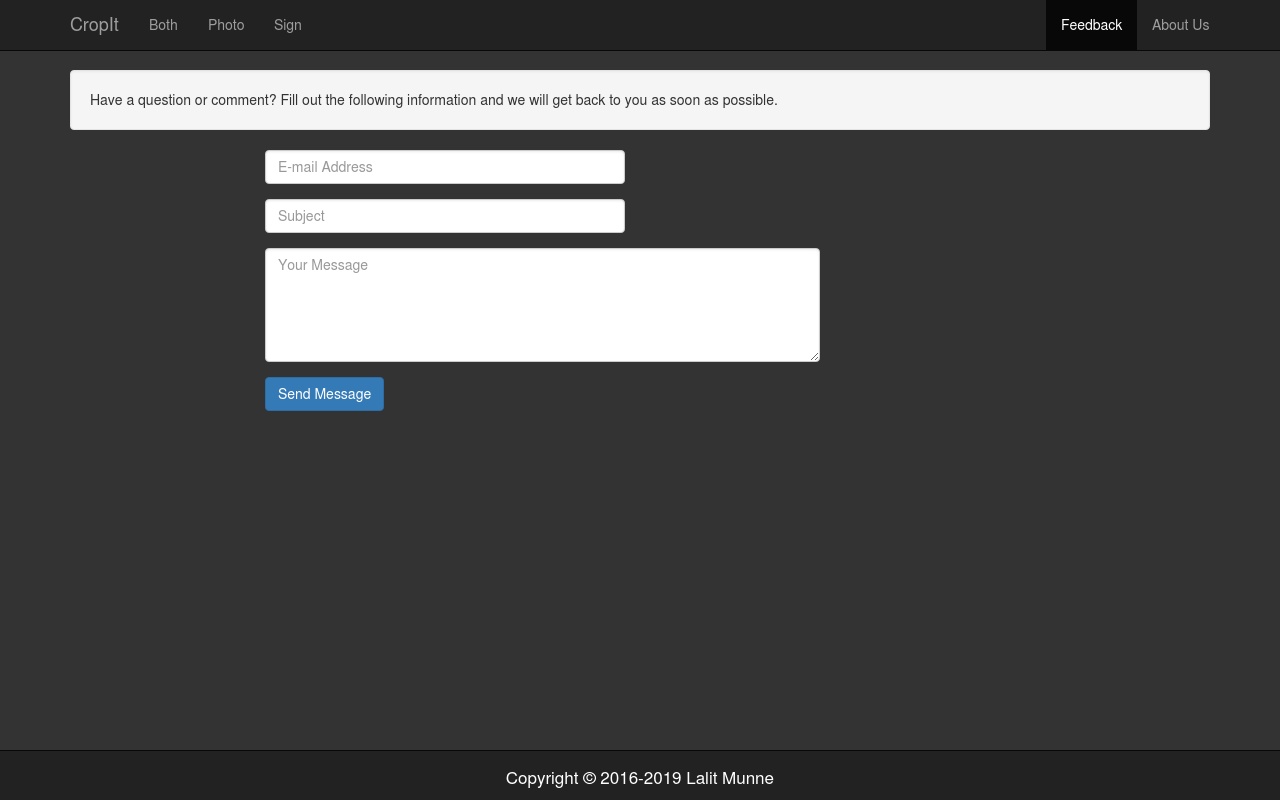 CropIt Both Photo Sign Feedback About Us
Have a question or comment? Fill out the following information and we will get back to you as soon as possible.
E-mail Address
Subject
Your Message
Send Message
Copyright © 2016-2019 Lalit Munne